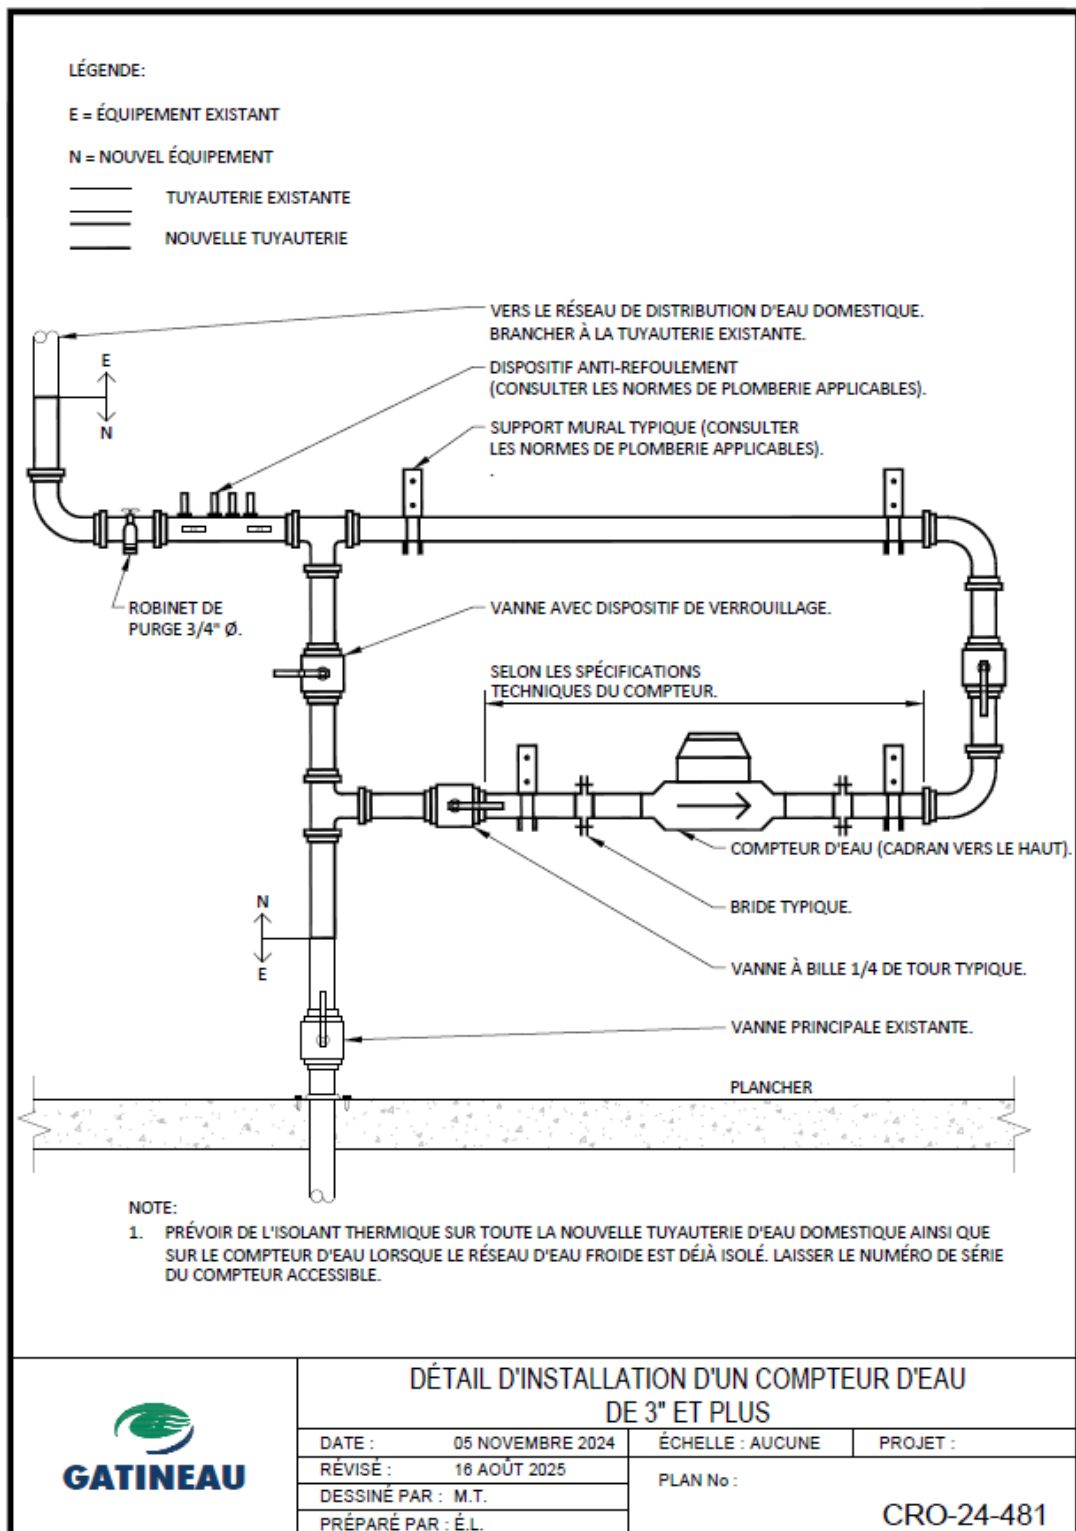 LÉGENDE:
E = ÉQUIPEMENT EXISTANT
N = NOUVEL ÉQUIPEMENT
TUYAUTERIE EXISTANTE
NOUVELLE TUYAUTERIE
VERS LE RÉSEAU DE DISTRIBUTION D'EAU DOMESTIQUE.
BRANCHER À LA TUYAUTERIE EXISTANTE.
E
N
DISPOSITIF ANTI-REFOULEMENT
(CONSULTER LES NORMES DE PLOMBERIE APPLICABLES).
SUPPORT MURAL TYPIQUE (CONSULTER
LES NORMES DE PLOMBERIE APPLICABLES).
.
ROBINET DE
PURGE 3/4" Ø.
VANNE AVEC DISPOSITIF DE VERROUILLAGE.
SELON LES SPÉCIFICATIONS
TECHNIQUES DU COMPTEUR.
COMPTEUR D'EAU (CADRAN VERS LE HAUT).
BRIDE TYPIQUE.
N
E
VANNE À BILLE 1/4 DE TOUR TYPIQUE.
VANNE PRINCIPALE EXISTANTE.
PLANCHER
NOTE:
1. PRÉVOIR DE L'ISOLANT THERMIQUE SUR TOUTE LA NOUVELLE TUYAUTERIE D'EAU DOMESTIQUE AINSI QUE
SUR LE COMPTEUR D'EAU LORSQUE LE RÉSEAU D'EAU FROIDE EST DÉJÀ ISOLÉ. LAISSER LE NUMÉRO DE SÉRIE
DU COMPTEUR ACCESSIBLE.
GATINEAU
DÉTAIL D'INSTALLATION D'UN COMPTEUR D'EAU
DE 3" ET PLUS
DATE : 05 NOVEMBRE 2024
ÉCHELLE : AUCUNE
PROJET :
RÉVISÉ : 16 AOÛT 2025
PLAN No :
DESSINÉ PAR : M.T.
PRÉPARÉ PAR : É.L.
CRO-24-481